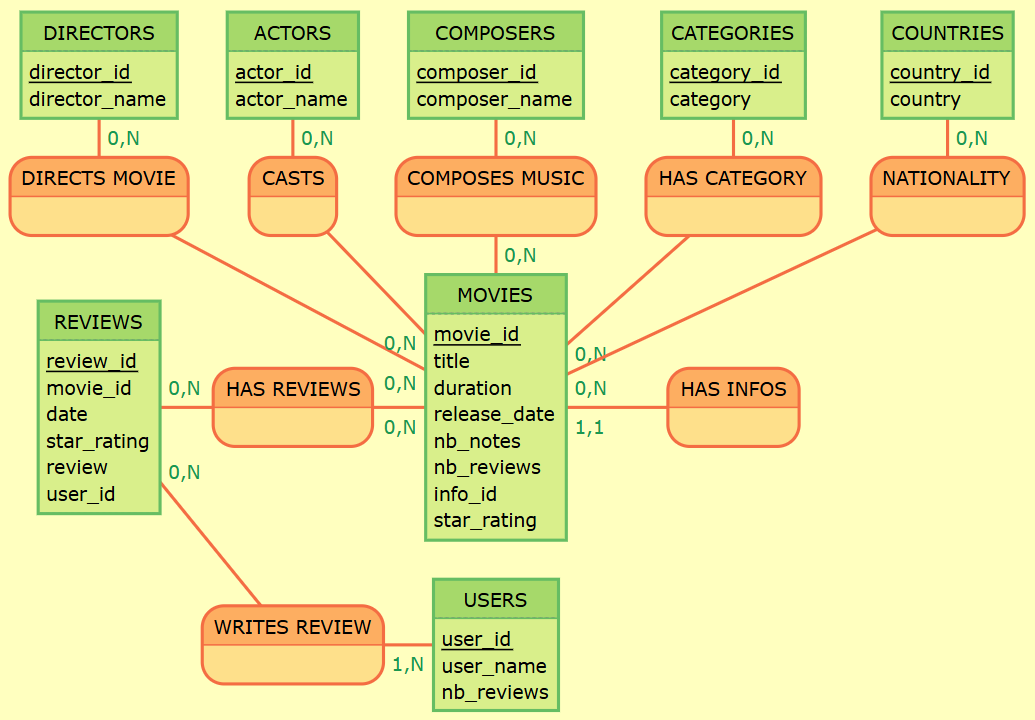 DIRECTORS
director_id
director_name
ACTORS
actor_id
actor_name
COMPOSERS
composer_id
composer_name
CATEGORIES
category_id
category
COUNTRIES
country_id
country
0,N
0,N
0,N
0,N
0,N
DIRECTS MOVIE
CASTS
COMPOSES MUSIC
HAS CATEGORY
NATIONALITY
0,N
REVIEWS
review_id
movie_id
date
star_rating
review
user_id
0,N
0,N
HAS REVIEWS
0,N
0,N
0,N
MOVIES
movie_id
title
duration
release_date
nb_notes
nb_reviews
info_id
star_rating
0,N
0,N
1,1
HAS INFOS
WRITES REVIEW
1,N
USERS
user_id
user_name
nb_reviews